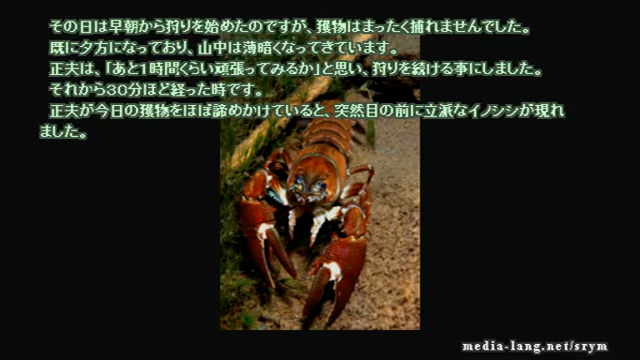 その日は早朝から狩りを始めたのですが、獲物はまったく捕れませんでした。
既に夕方になっており、山中は薄暗くなってきています。
正夫は、「あと１時間くらい頑張ってみるか」と思い、狩りを続ける事にしました。
それから３０分ほど経った時です。
正夫が今日の獲物をほぼ諦めかけていると、突然目の前に立派なイノシシが現れ
ました。
media-lang.net/srym